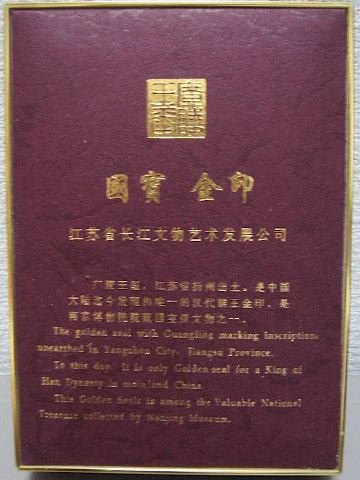 國寶 金印
江苏省长江文物艺术发展公司
广陵王玺，江苏省扬州出土。是中国
大陆迄今发现的唯一的汉代诸王金印。是
南京博物院院藏国宝级文物之一。
The golden seal with Guangling marking inscription
unearthed in Yangzhou City, Jiangsu Province.
To this day. It is only Golden seal for a King of
Han Dynasty in mainland China.
This Golden Seals is among the Valuable National
Treasure collected by Nanjing Museum.